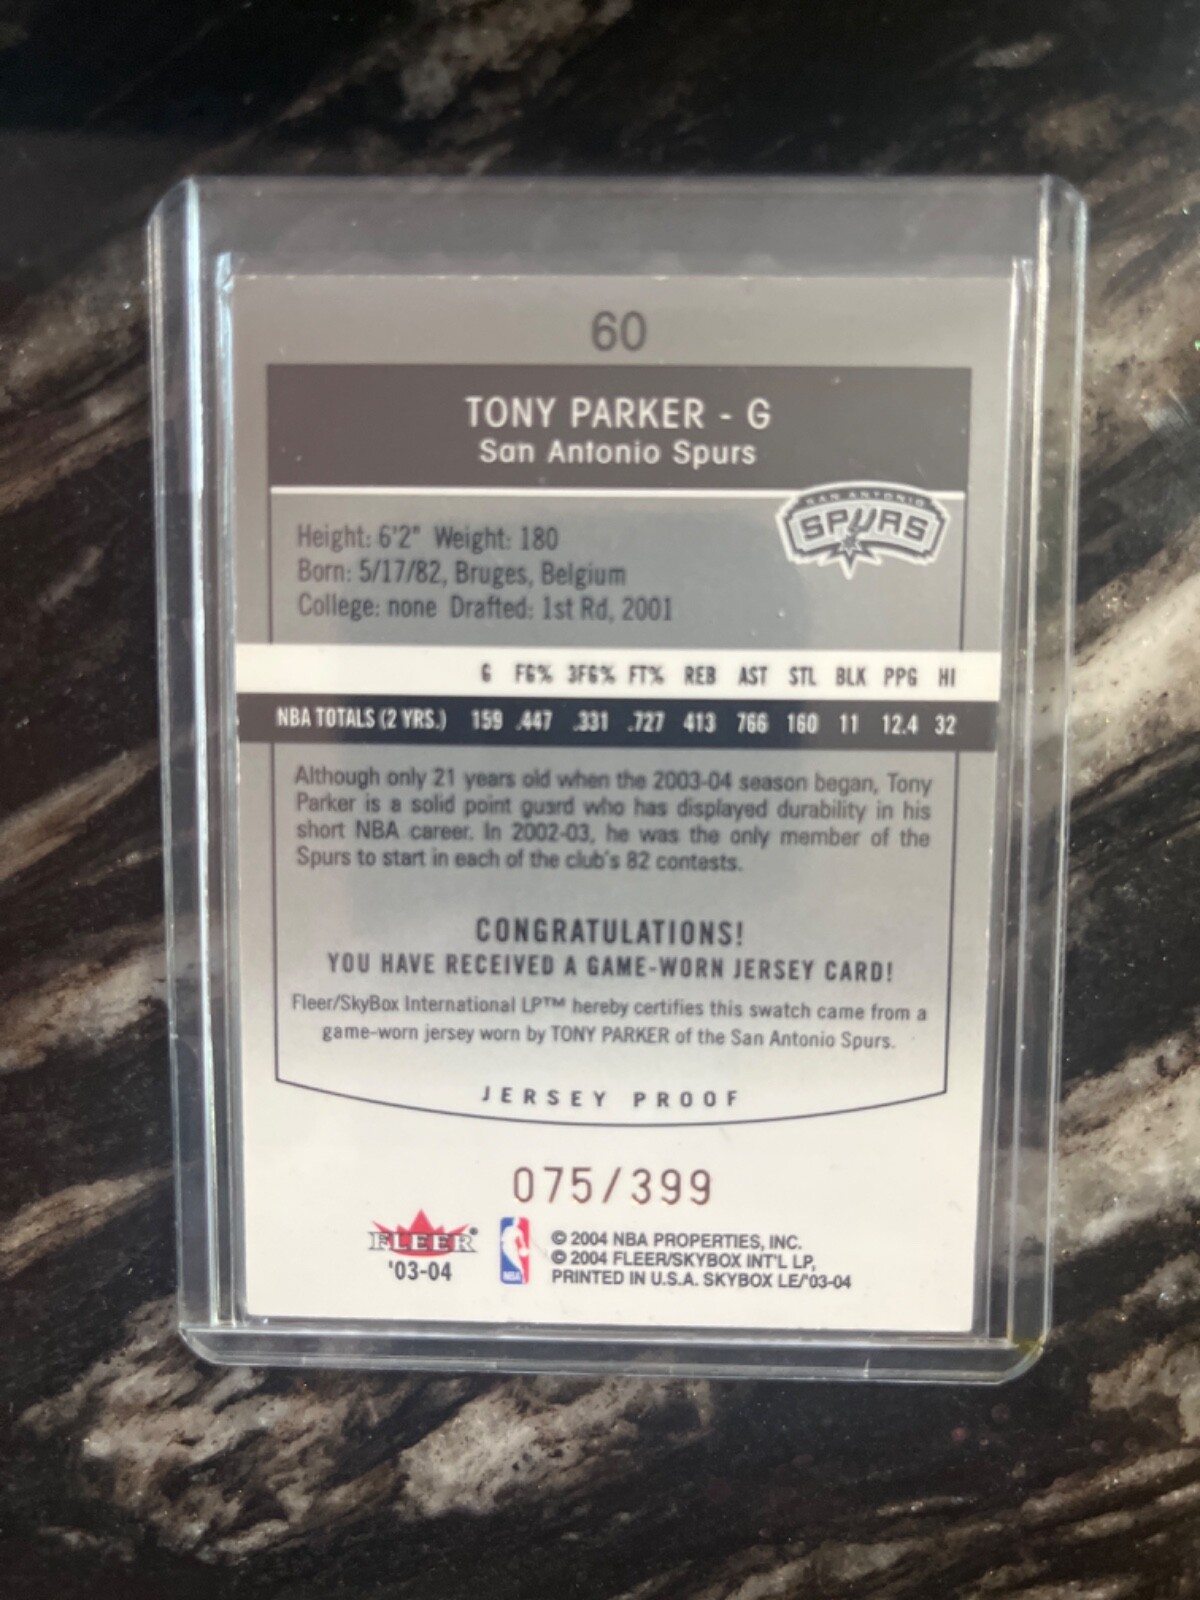 60
TONY PARKER - G
San Antonio Spurs
SAN ANTONIO
SPURS
Height: 6'2" Weight: 180
Born: 5/17/82, Bruges, Belgium
College: none Drafted: 1st Rd, 2001
G FG% 3FG% FT% REB AST STL BLK PPG HI
NBA TOTALS (2 YRS.) 159 .447 .331 .727 413 766 160 11 12.4 32
Although only 21 years old when the 2003-04 season began, Tony
Parker is a solid point guard who has displayed durability in his
short NBA career. In 2002-03, he was the only member of the
Spurs to start in each of the club's 82 contests.
CONGRATULATIONS!
YOU HAVE RECEIVED A GAME-WORN JERSEY CARD!
Fleer/SkyBox International LP™ hereby certifies this swatch came from a
game-worn jersey worn by TONY PARKER of the San Antonio Spurs.
JERSEY PROOF
075/399
FLEER®
'03-04
NBA
© 2004 NBA PROPERTIES, INC.
© 2004 FLEER/SKYBOX INT'L LP,
PRINTED IN U.S.A. SKYBOX LE/'03-04